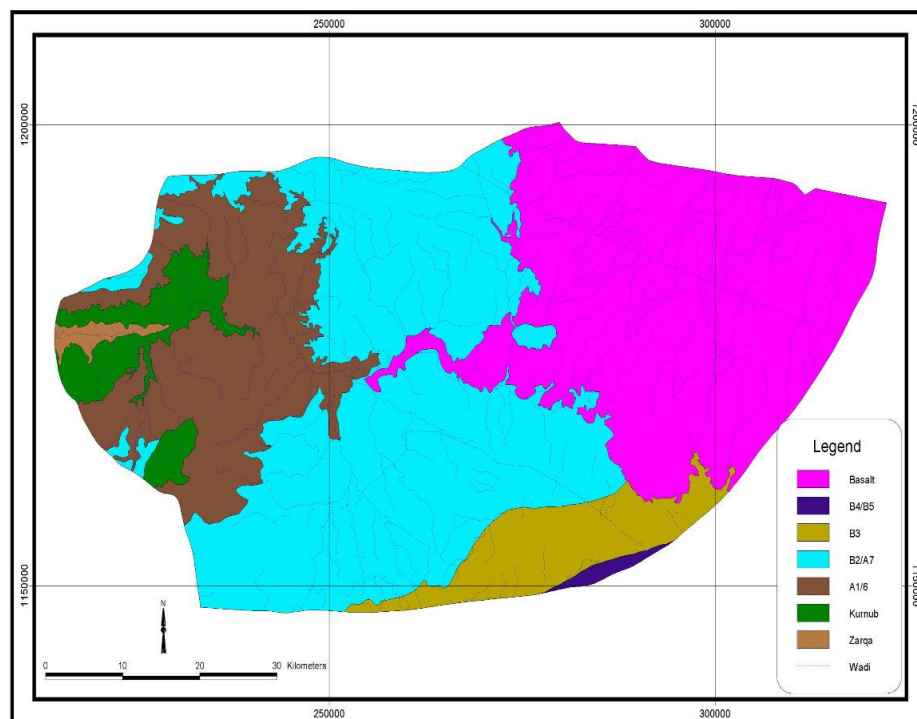 250000 300000
1200000 1200000
Legend
Basalt
B4/B5
B3
B2/A7
A1/6
Kurnub
Zarqa
Wadi
1150000 1150000
N
0 10 20 30 Kilometers
250000 300000